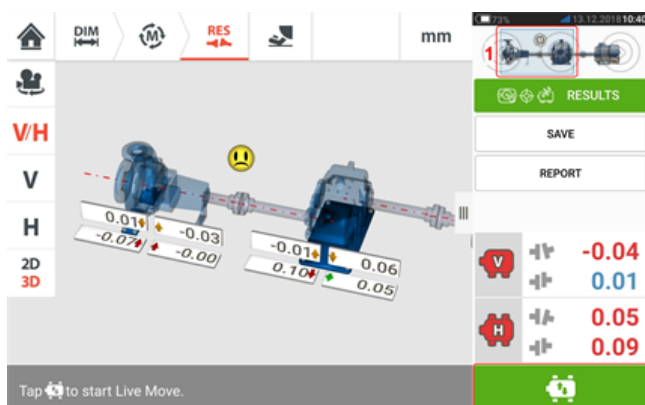 DIM
M
RES
mm
73%
13.12.2018 10:40
1
RESULTS
SAVE
REPORT
V/H
V
H
2D
3D
0.01 -0.03
-0.07 -0.00
-0.01 0.06
0.10 0.05
V -0.04
0.01
H 0.05
0.09
Tap to start Live Move.